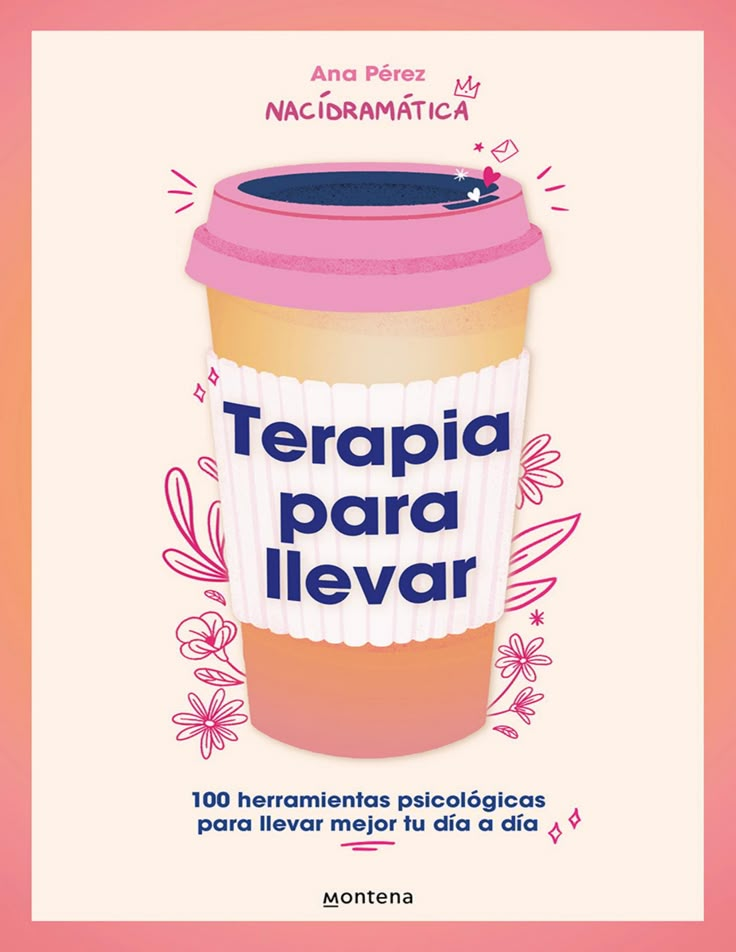 Ana Pérez
NACÍDRAMÁTICA
Terapia
para
llevar
100 herramientas psicológicas
para llevar mejor tu día a día
Montena